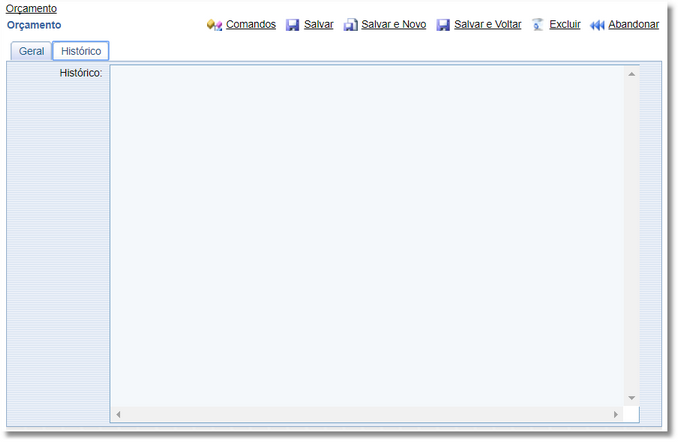 Orçamento
Orçamento Comandos Salvar Salvar e Novo Salvar e Voltar Excluir Abandonar
Geral Histórico
Histórico: